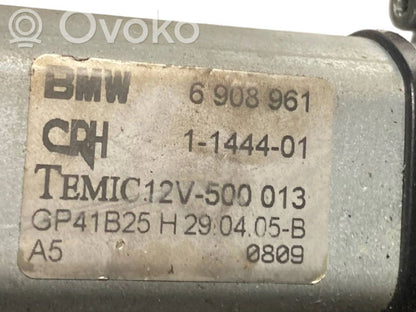 Ovoko
BMW 6 908 961
CRH 1-1444-01
TEMIC 12V-500 013
GP41B25 H 29.04.05-B
A5 0809